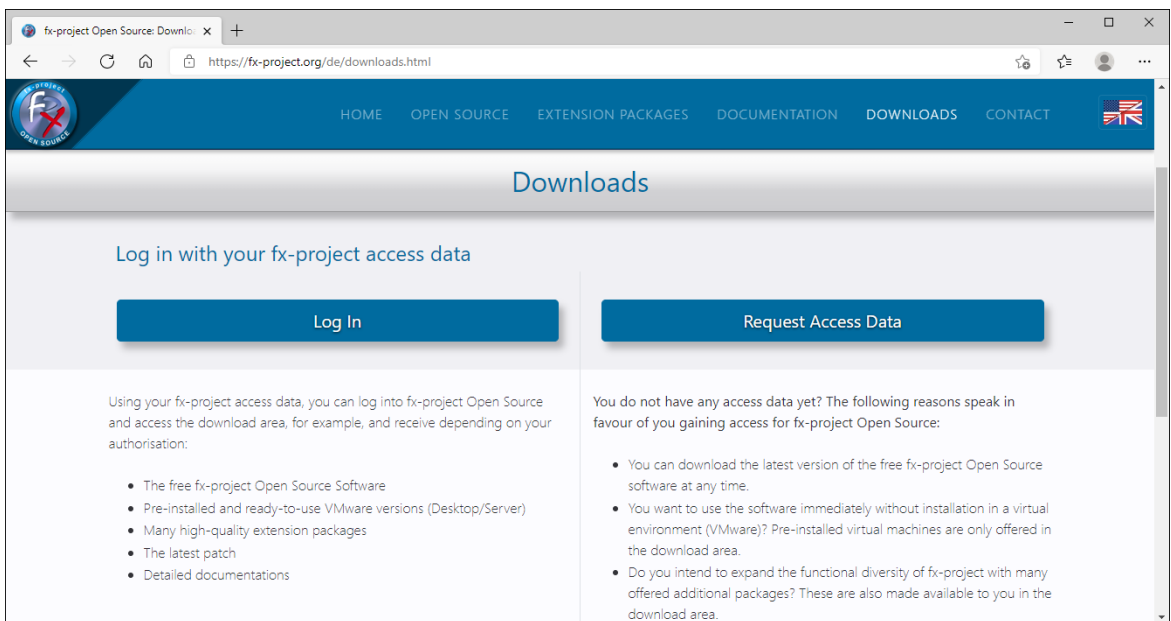 fx-project Open Source: Downlo
https://fx-project.org/de/downloads.html
fx-project
fx
OPEN SOURCE
HOME OPEN SOURCE EXTENSION PACKAGES DOCUMENTATION DOWNLOADS CONTACT
Downloads
Log in with your fx-project access data
Log In
Request Access Data
Using your fx-project access data, you can log into fx-project Open Source
and access the download area, for example, and receive depending on your
authorisation:
• The free fx-project Open Source Software
• Pre-installed and ready-to-use VMware versions (Desktop/Server)
• Many high-quality extension packages
• The latest patch
• Detailed documentations
You do not have any access data yet? The following reasons speak in
favour of you gaining access for fx-project Open Source:
• You can download the latest version of the free fx-project Open Source
software at any time.
• You want to use the software immediately without installation in a virtual
environment (VMware)? Pre-installed virtual machines are only offered in
the download area.
• Do you intend to expand the functional diversity of fx-project with many
offered additional packages? These are also made available to you in the
download area.